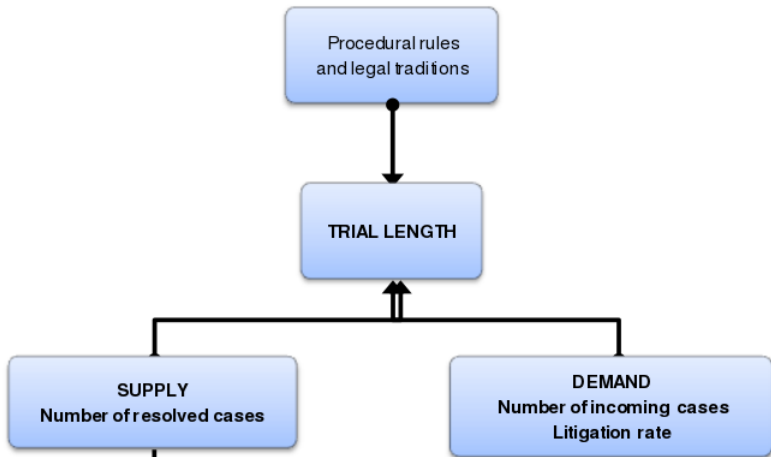 Procedural rules
and legal traditions
TRIAL LENGTH
SUPPLY
Number of resolved cases
DEMAND
Number of incoming cases
Litigation rate